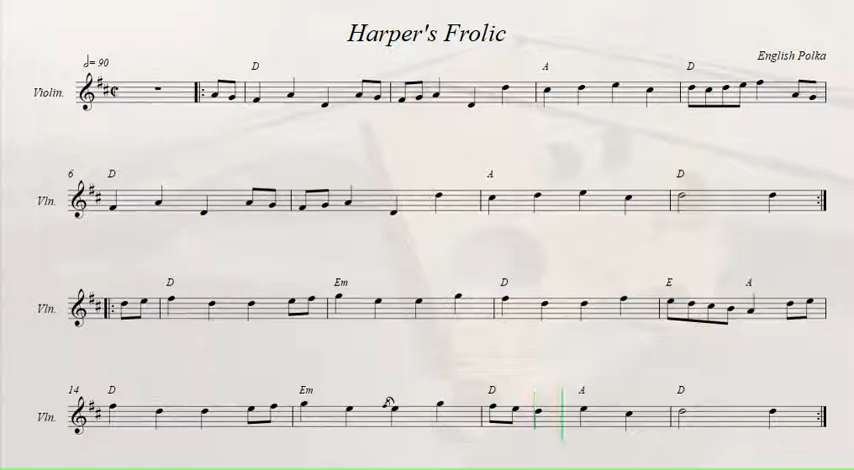 Harper's Frolic
English Polka
♩= 90
D
A
D
Violin.
6
D
A
D
Vln.
D
Em
D
E
A
Vln.
14
D
Em
D
A
D
Vln.